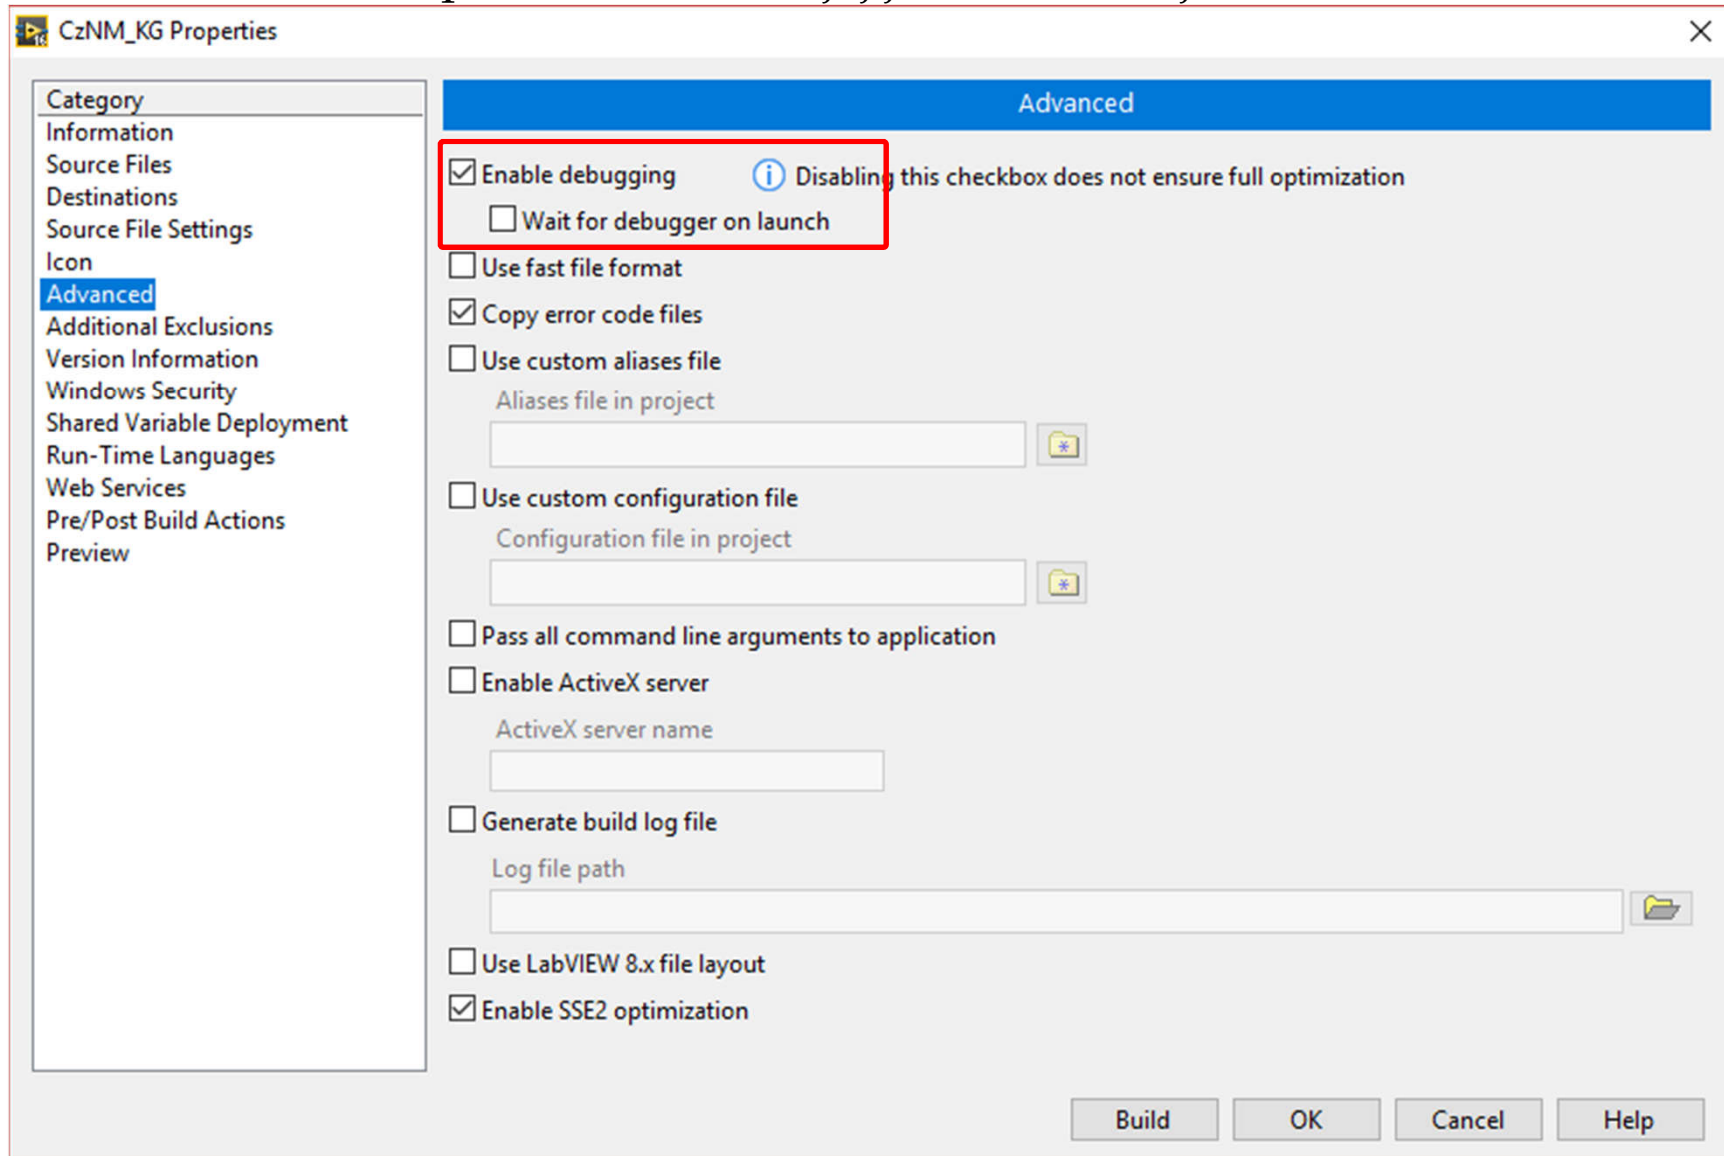 CzNM_KG Properties
Category
Information
Source Files
Destinations
Source File Settings
Icon
Advanced
Additional Exclusions
Version Information
Windows Security
Shared Variable Deployment
Run-Time Languages
Web Services
Pre/Post Build Actions
Preview
Advanced
Enable debugging
Disabling this checkbox does not ensure full optimization
Wait for debugger on launch
Use fast file format
Copy error code files
Use custom aliases file
Aliases file in project
Use custom configuration file
Configuration file in project
Pass all command line arguments to application
Enable ActiveX server
ActiveX server name
Generate build log file
Log file path
Use LabVIEW 8.x file layout
Enable SSE2 optimization
Build OK Cancel Help